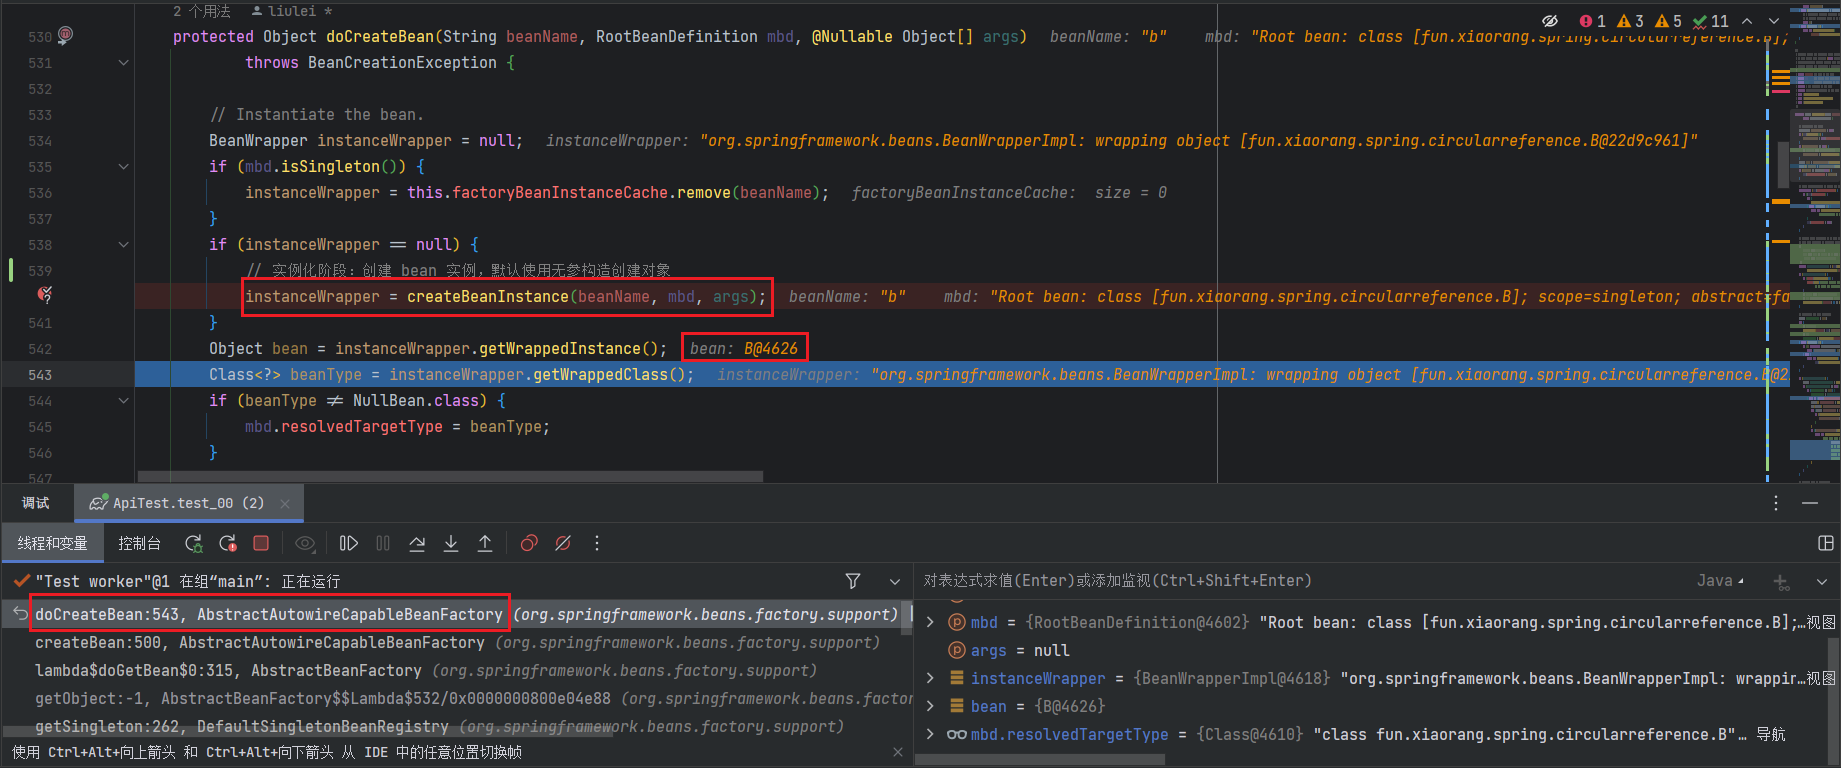 2 个用法  liulei *
1 3 5 11
530 protected Object doCreateBean(String beanName, RootBeanDefinition mbd, @Nullable Object[] args)  beanName: "b"  mbd: "Root bean: class [fun.xiaorang.spring.circularreference.B];
531 throws BeanCreationException {
532
533 // Instantiate the bean.
534 BeanWrapper instanceWrapper = null;  instanceWrapper: "org.springframework.beans.BeanWrapperImpl: wrapping object [fun.xiaorang.spring.circularreference.B@22d9c961]"
535 if (mbd.isSingleton()) {
536 instanceWrapper = this.factoryBeanInstanceCache.remove(beanName);  factoryBeanInstanceCache:  size = 0
537 }
538 if (instanceWrapper == null) {
539 // 实例化阶段：创建 bean 实例，默认使用无参构造创建对象
instanceWrapper = createBeanInstance(beanName, mbd, args);  beanName: "b"  mbd: "Root bean: class [fun.xiaorang.spring.circularreference.B]; scope=singleton; abstract=fa
541 }
542 Object bean = instanceWrapper.getWrappedInstance();  bean: B@4626
543 Class<?> beanType = instanceWrapper.getWrappedClass();  instanceWrapper: "org.springframework.beans.BeanWrapperImpl: wrapping object [fun.xiaorang.spring.circularreference.B@22
544 if (beanType != NullBean.class) {
545 mbd.resolvedTargetType = beanType;
546 }
547
调试  ApiTest.test_00 (2)
线程和变量  控制台
"Test worker"@1 在组“main”: 正在运行
doCreateBean:543, AbstractAutowireCapableBeanFactory (org.springframework.beans.factory.support)
createBean:500, AbstractAutowireCapableBeanFactory (org.springframework.beans.factory.support)
lambda$doGetBean$0:315, AbstractBeanFactory (org.springframework.beans.factory.support)
getObject:-1, AbstractBeanFactory$$Lambda$532/0x0000000800e04e88 (org.springframework.beans.factor
getSingleton:262, DefaultSingletonBeanRegistry (org.springframework.beans.factory.support)
使用 Ctrl+Alt+向上箭头 和 Ctrl+Alt+向下箭头 从 IDE 中的任意位置切换帧
对表达式求值(Enter)或添加监视(Ctrl+Shift+Enter)  Java
mbd = {RootBeanDefinition@4602} "Root bean: class [fun.xiaorang.spring.circularreference.B];…视图
args = null
instanceWrapper = {BeanWrapperImpl@4618} "org.springframework.beans.BeanWrapperImpl: wrappin…视图
bean = {B@4626}
mbd.resolvedTargetType = {Class@4610} "class fun.xiaorang.spring.circularreference.B"… 导航